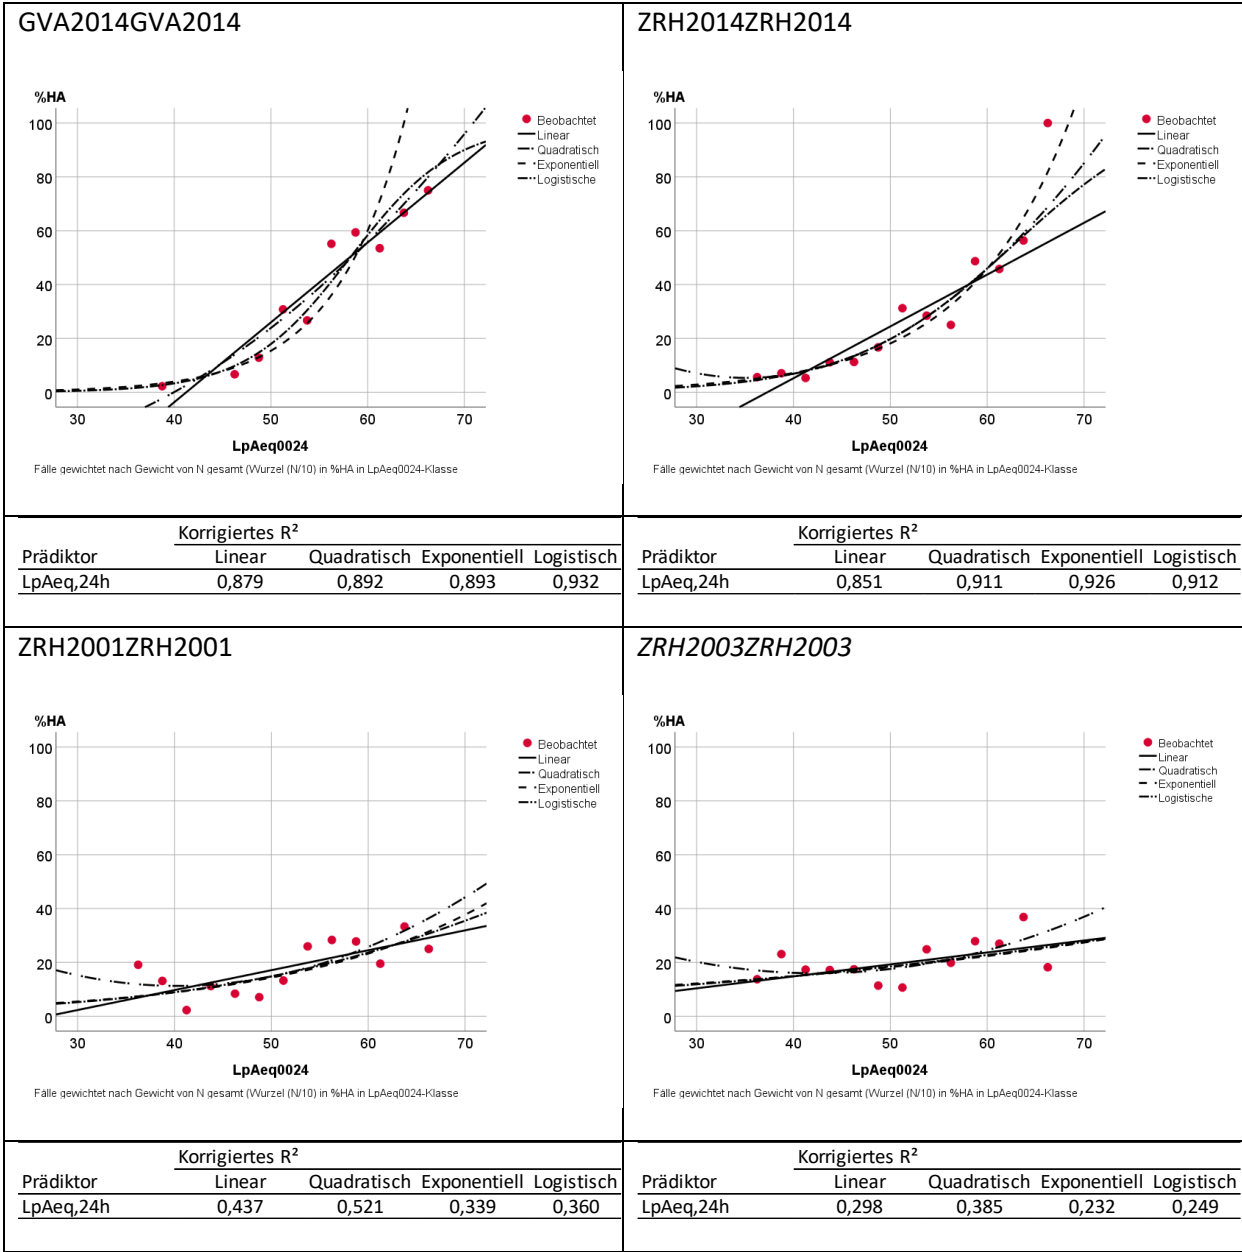 GVA2014GVA2014
%HA
100
80
60
40
20
0
30 40 50 60 70
LpAeq0024
Beobachtet
Linear
Quadratisch
Exponentiell
Logistische
Fälle gewichtet nach Gewicht von N gesamt (Wurzel (N/10) in %HA in LpAeq0024-Klasse
Korrigiertes R²
Prädiktor Linear Quadratisch Exponentiell Logistisch
LpAeq,24h 0,879 0,892 0,893 0,932
ZRH2014ZRH2014
%HA
100
80
60
40
20
0
30 40 50 60 70
LpAeq0024
Beobachtet
Linear
Quadratisch
Exponentiell
Logistische
Fälle gewichtet nach Gewicht von N gesamt (Wurzel (N/10) in %HA in LpAeq0024-Klasse
Korrigiertes R²
Prädiktor Linear Quadratisch Exponentiell Logistisch
LpAeq,24h 0,851 0,911 0,926 0,912
ZRH2001ZRH2001
%HA
100
80
60
40
20
0
30 40 50 60 70
LpAeq0024
Beobachtet
Linear
Quadratisch
Exponentiell
Logistische
Fälle gewichtet nach Gewicht von N gesamt (Wurzel (N/10) in %HA in LpAeq0024-Klasse
Korrigiertes R²
Prädiktor Linear Quadratisch Exponentiell Logistisch
LpAeq,24h 0,437 0,521 0,339 0,360
ZRH2003ZRH2003
%HA
100
80
60
40
20
0
30 40 50 60 70
LpAeq0024
Beobachtet
Linear
Quadratisch
Exponentiell
Logistische
Fälle gewichtet nach Gewicht von N gesamt (Wurzel (N/10) in %HA in LpAeq0024-Klasse
Korrigiertes R²
Prädiktor Linear Quadratisch Exponentiell Logistisch
LpAeq,24h 0,298 0,385 0,232 0,249